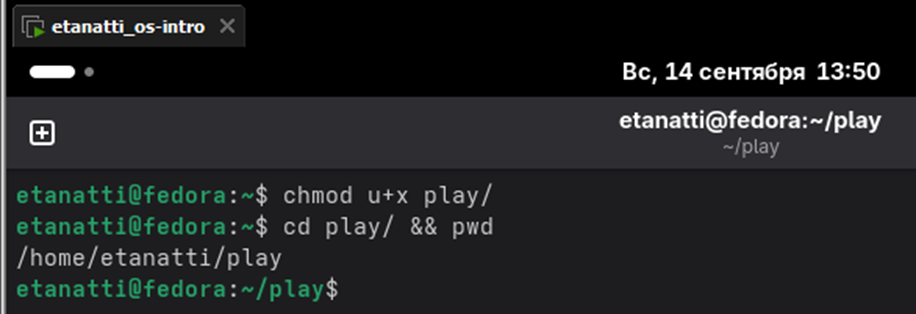 etanatti_os-intro
Вс, 14 сентября 13:50
etanatti@fedora:~/play
~/play
etanatti@fedora:~$ chmod u+x play/
etanatti@fedora:~$ cd play/ && pwd
/home/etanatti/play
etanatti@fedora:~/play$